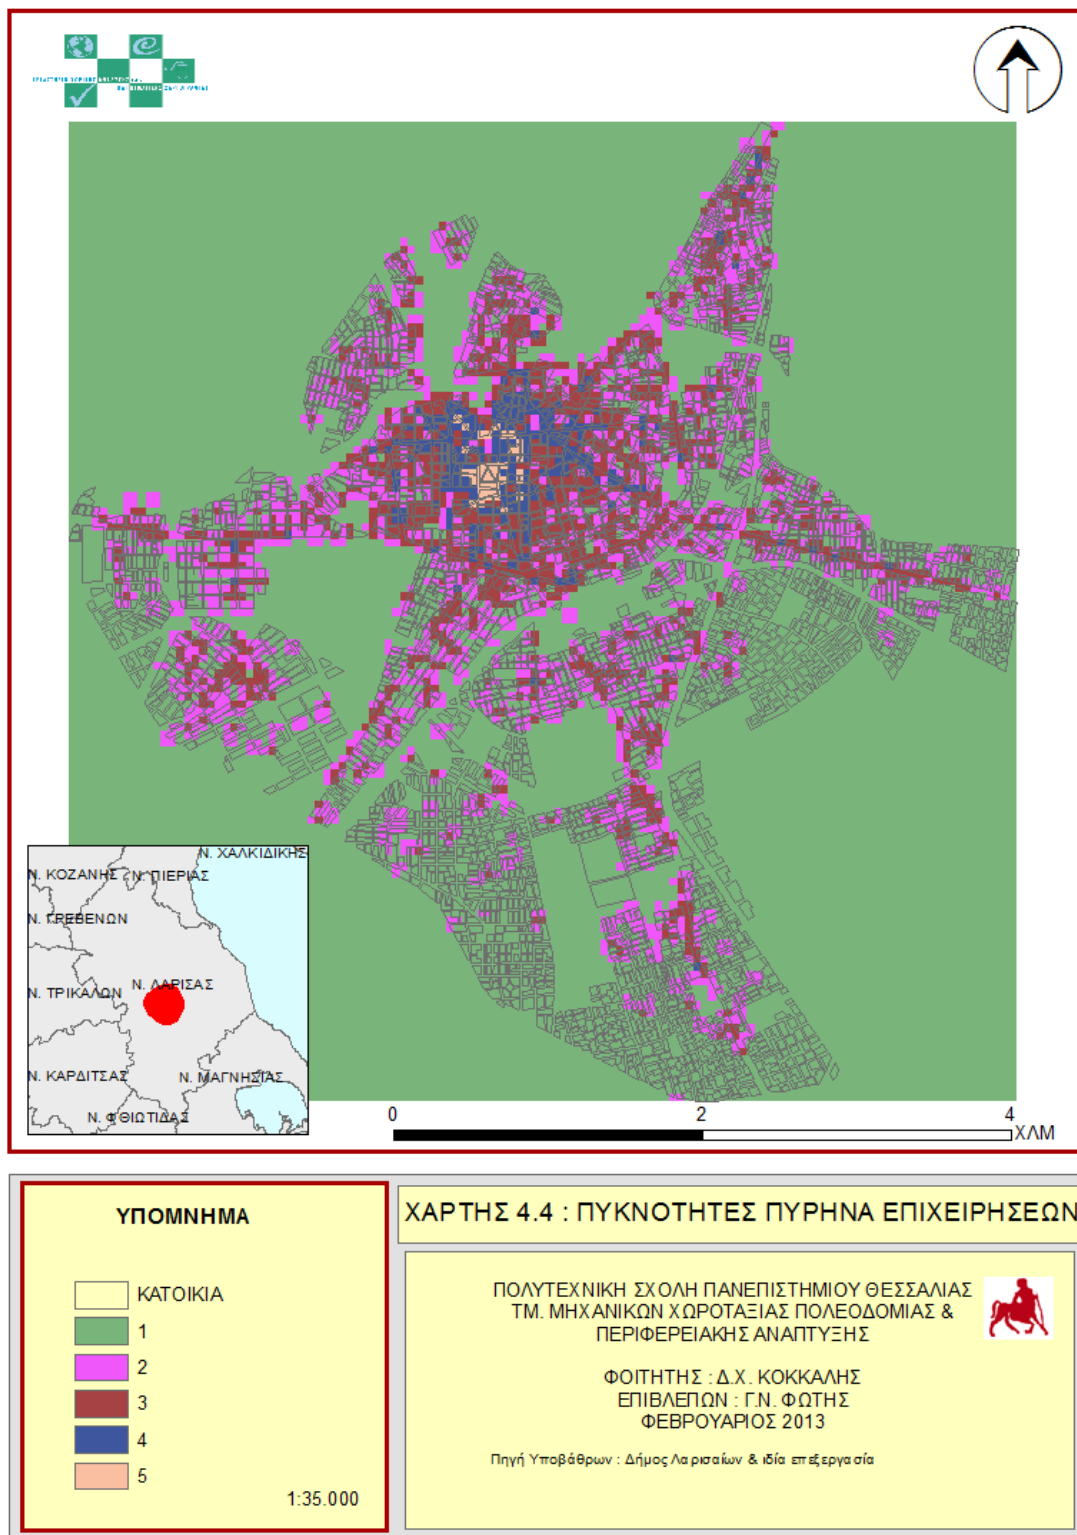 Ν. ΧΑΛΚΙΔΙΚΗΣ
Ν. ΚΟΖΑΝΗΣ
Ν. ΠΙΕΡΙΑΣ
Ν. ΓΡΕΒΕΝΩΝ
Ν. ΛΑΡΙΣΑΣ
Ν. ΤΡΙΚΑΛΩΝ
Ν. ΚΑΡΔΙΤΣΑΣ
Ν. ΜΑΓΝΗΣΙΑΣ
Ν. ΦΘΙΩΤΙΔΑΣ
0 2 4
ΧΛΜ
ΥΠΟΜΝΗΜΑ
ΚΑΤΟΙΚΙΑ
1
2
3
4
5
1:35.000
ΧΑΡΤΗΣ 4.4 : ΠΥΚΝΟΤΗΤΕΣ ΠΥΡΗΝΑ ΕΠΙΧΕΙΡΗΣΕΩΝ
ΠΟΛΥΤΕΧΝΙΚΗ ΣΧΟΛΗ ΠΑΝΕΠΙΣΤΗΜΙΟΥ ΘΕΣΣΑΛΙΑΣ
ΤΜ. ΜΗΧΑΝΙΚΩΝ ΧΩΡΟΤΑΞΙΑΣ ΠΟΛΕΟΔΟΜΙΑΣ &
ΠΕΡΙΦΕΡΕΙΑΚΗΣ ΑΝΑΠΤΥΞΗΣ
ΦΟΙΤΗΤΗΣ : Δ.Χ. ΚΟΚΚΑΛΗΣ
ΕΠΙΒΛΕΠΩΝ : Γ.Ν. ΦΩΤΗΣ
ΦΕΒΡΟΥΑΡΙΟΣ 2013
Πηγή Υποβάθρων : Δήμος Λαρισαίων & ιδία επεξεργασία